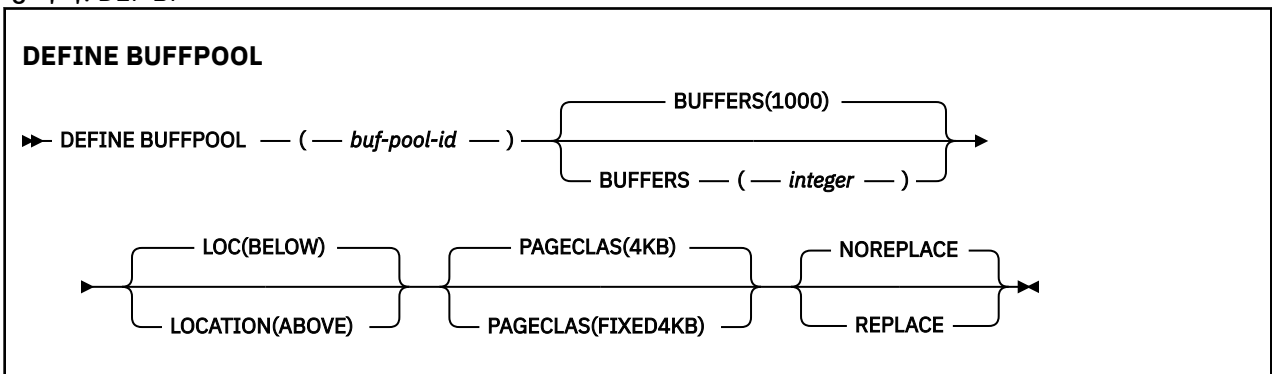 DEFINE BUFFPOOL
BUFFERS(1000)
DEFINE BUFFPOOL ( buf-pool-id )
BUFFERS ( integer )
LOC(BELOW) PAGECLAS(4KB) NOREPLACE
LOCATION(ABOVE) PAGECLAS(FIXED4KB) REPLACE